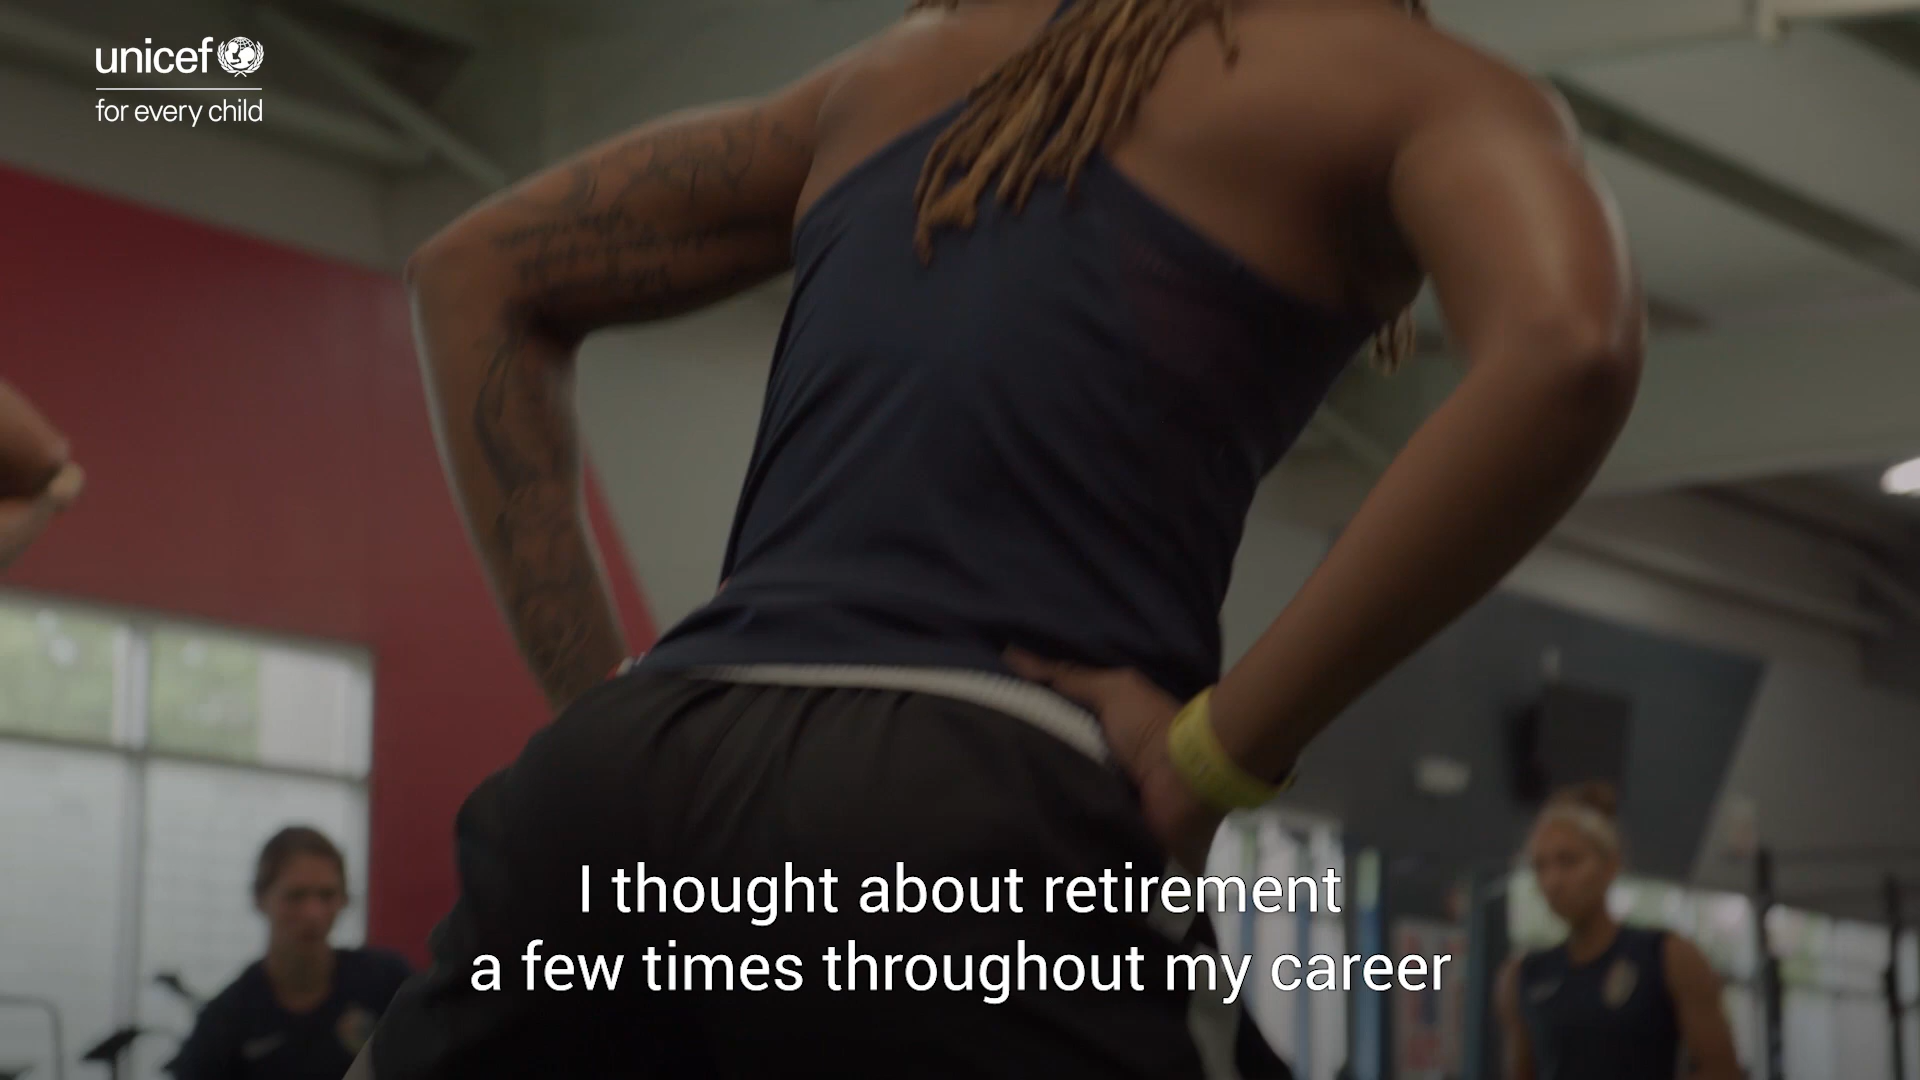 unicef
for every child
I thought about retirement
a few times throughout my career